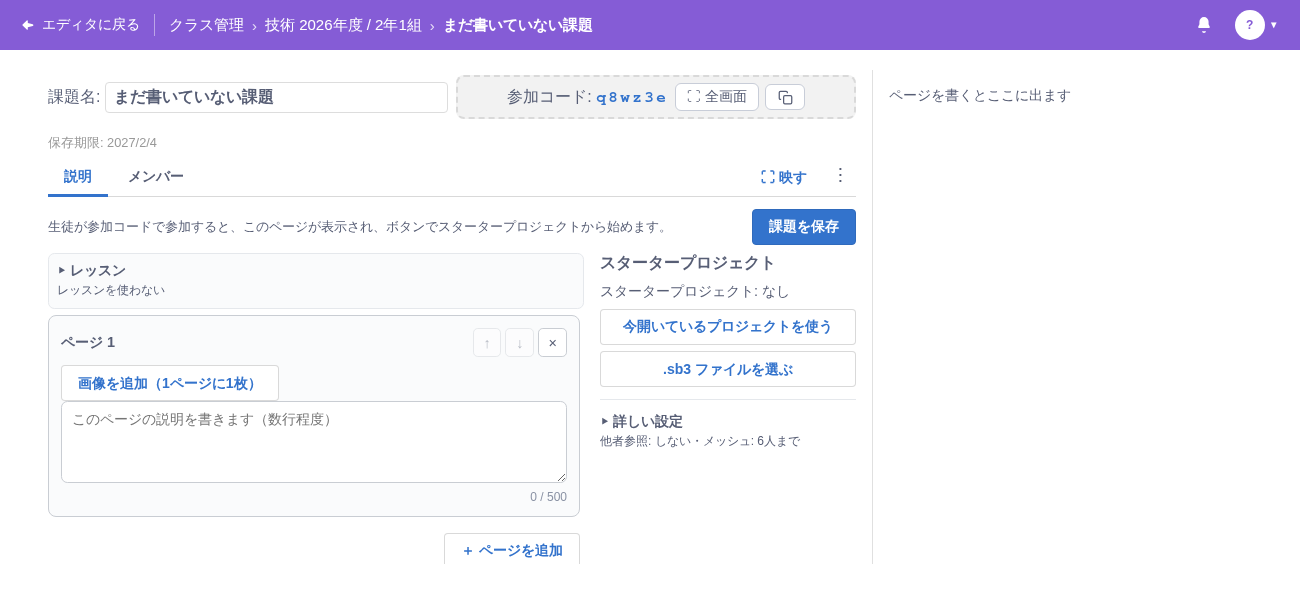 エディタに戻る
クラス管理 › 技術 2026年度 / 2年1組 › まだ書いていない課題
?
課題名: まだ書いていない課題
参加コード: q8wz3e 全画面
ページを書くとここに出ます
保存期限: 2027/2/4
説明 メンバー 映す
生徒が参加コードで参加すると、このページが表示され、ボタンでスタータープロジェクトから始めます。
課題を保存
レッスン
レッスンを使わない
ページ 1 ↑ ↓ ×
画像を追加（1ページに1枚）
このページの説明を書きます（数行程度）
0 / 500
＋ ページを追加
スタータープロジェクト
スタータープロジェクト: なし
今開いているプロジェクトを使う
.sb3 ファイルを選ぶ
詳しい設定
他者参照: しない・メッシュ: 6人まで